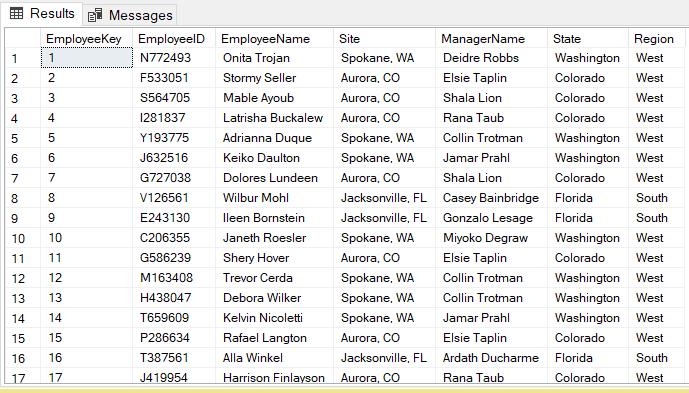 Results Messages
EmployeeKey EmployeeID EmployeeName Site ManagerName State Region
1 1 N772493 Onita Trojan Spokane, WA Deidre Robbs Washington West
2 2 F533051 Stormy Seller Aurora, CO Elsie Taplin Colorado West
3 3 S564705 Mable Ayoub Aurora, CO Shala Lion Colorado West
4 4 I281837 Latrisha Buckalew Aurora, CO Rana Taub Colorado West
5 5 Y193775 Adrianna Duque Spokane, WA Collin Trotman Washington West
6 6 J632516 Keiko Daulton Spokane, WA Jamar Prahl Washington West
7 7 G727038 Dolores Lundeen Aurora, CO Shala Lion Colorado West
8 8 V126561 Wilbur Mohl Jacksonville, FL Casey Bainbridge Florida South
9 9 E243130 Ileen Bornstein Jacksonville, FL Gonzalo Lesage Florida South
10 10 C206355 Janeth Roesler Spokane, WA Miyoko Degraw Washington West
11 11 G586239 Shery Hover Aurora, CO Elsie Taplin Colorado West
12 12 M163408 Trevor Cerda Spokane, WA Collin Trotman Washington West
13 13 H438047 Debora Wilker Spokane, WA Collin Trotman Washington West
14 14 T659609 Kelvin Nicoletti Spokane, WA Jamar Prahl Washington West
15 15 P286634 Rafael Langton Aurora, CO Elsie Taplin Colorado West
16 16 T387561 Alla Winkel Jacksonville, FL Ardath Ducharme Florida South
17 17 J419954 Harrison Finlayson Aurora, CO Rana Taub Colorado West